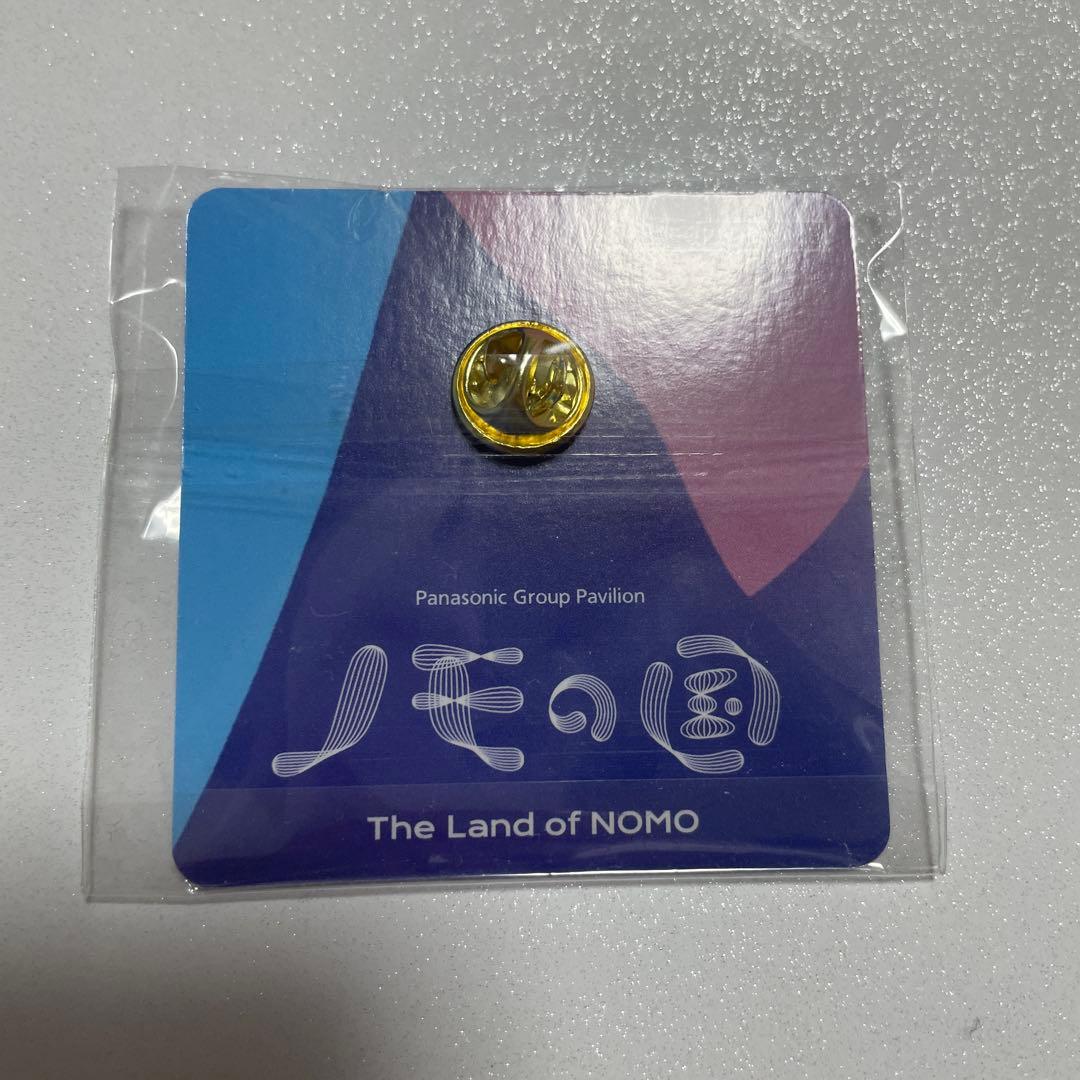 Panasonic Group Pavilion
ノモの国
The Land of NOMO